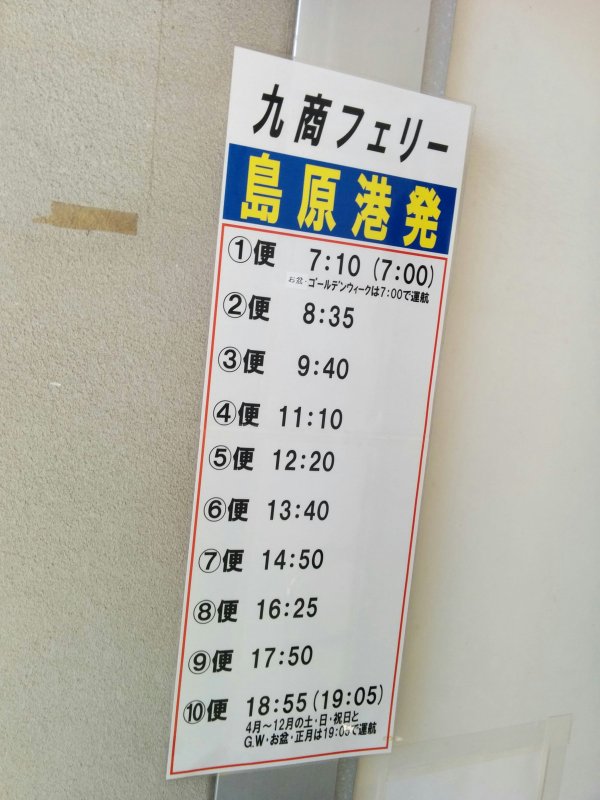 九商フェリー
島原港発
①便 7:10 (7:00)
お盆・ゴールデンウィークは7:00で運航
②便 8:35
③便 9:40
④便 11:10
⑤便 12:20
⑥便 13:40
⑦便 14:50
⑧便 16:25
⑨便 17:50
⑩便 18:55(19:05)
4月~12月の土・日・祝日と
G.W・お盆・正月は19:05で運航